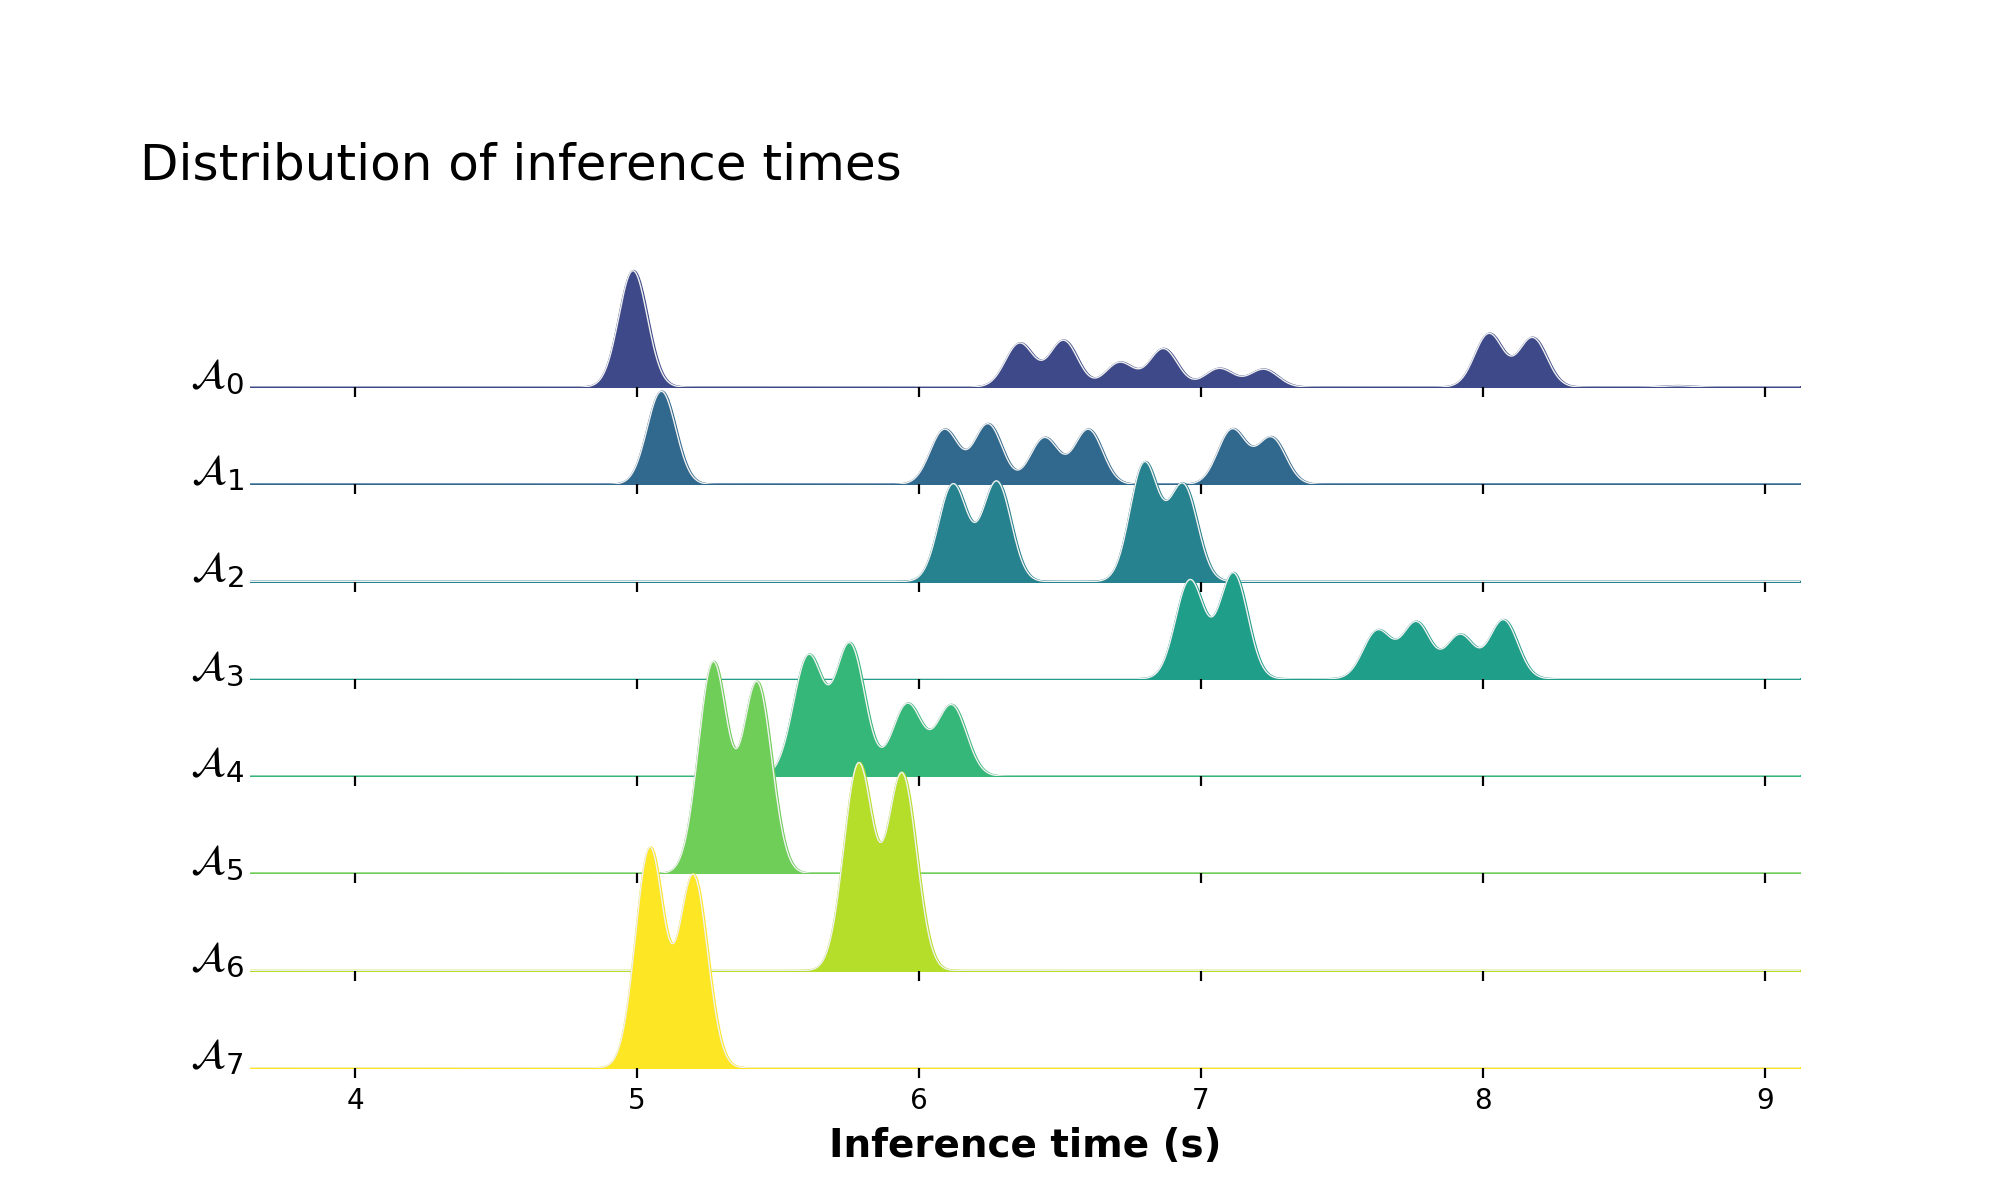 Distribution of inference times
𝒜0
𝒜1
𝒜2
𝒜3
𝒜4
𝒜5
𝒜6
𝒜7
4 5 6 7 8 9
Inference time (s)